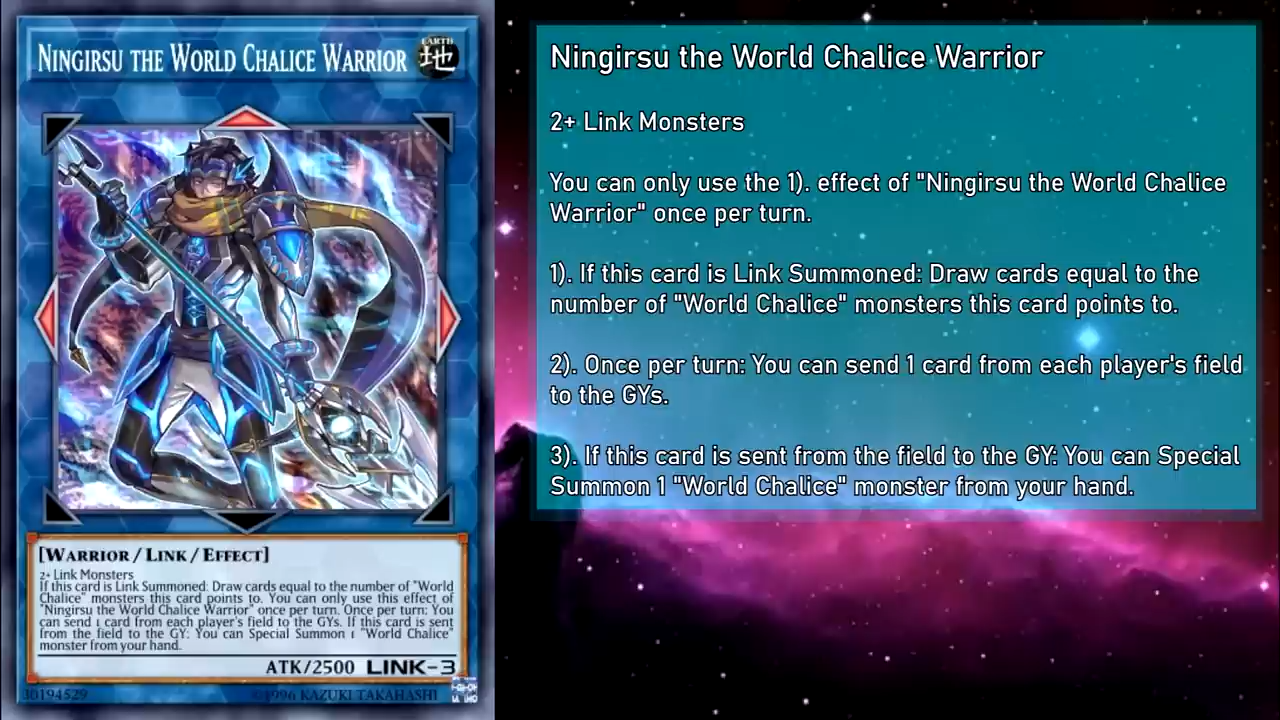 NINGIRSU THE WORLD CHALICE WARRIOR
EARTH
地
[WARRIOR / LINK / EFFECT]
2+ Link Monsters
If this card is Link Summoned: Draw cards equal to the number of "World
Chalice" monsters this card points to. You can only use this effect of
"Ningirsu the World Chalice Warrior" once per turn. Once per turn: You
can send 1 card from each player's field to the GYs. If this card is sent
from the field to the GY: You can Special Summon 1 "World Chalice"
monster from your hand.
ATK/2500 LINK-3
30194529
©1996 KAZUKI TAKAHASHI
Ningirsu the World Chalice Warrior
2+ Link Monsters
You can only use the 1). effect of "Ningirsu the World Chalice
Warrior" once per turn.
1). If this card is Link Summoned: Draw cards equal to the
number of "World Chalice" monsters this card points to.
2). Once per turn: You can send 1 card from each player's field
to the GYs.
3). If this card is sent from the field to the GY: You can Special
Summon 1 "World Chalice" monster from your hand.